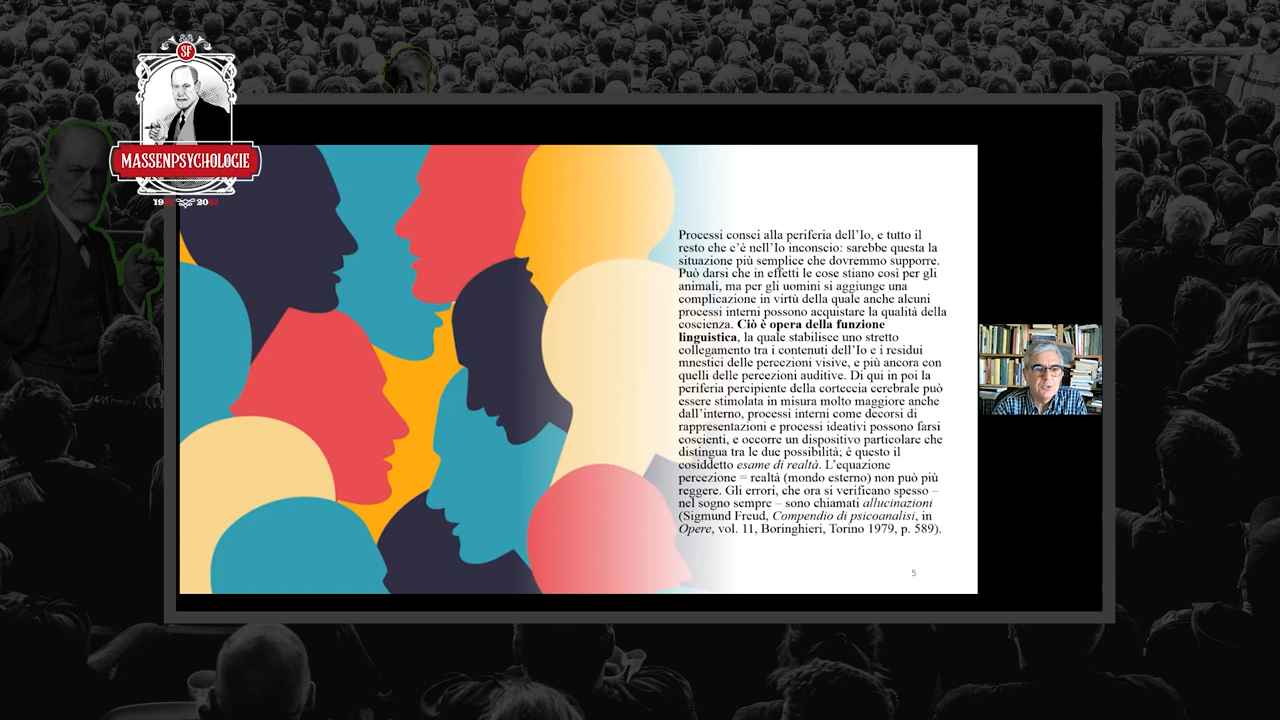 SF
MASSENPSYCHOLOGIE
Processi consci alla periferia dell’Io, e tutto il
resto che c’è nell’Io inconscio: sarebbe questa la
situazione più semplice che dovremmo supporre.
Può darsi che in effetti le cose stiano così per gli
animali, ma per gli uomini si aggiunge una
complicazione in virtù della quale anche alcuni
processi interni possono acquistare la qualità della
coscienza. Ciò è opera della funzione
linguistica, la quale stabilisce uno stretto
collegamento tra i contenuti dell’Io e i residui
mnestici delle percezioni visive, e più ancora con
quelli delle percezioni auditive. Di qui in poi la
periferia percipiente della corteccia cerebrale può
essere stimolata in misura molto maggiore anche
dall’interno, processi interni come decorsi di
rappresentazioni e processi ideativi possono farsi
coscienti, e occorre un dispositivo particolare che
distingua tra le due possibilità; è questo il
cosiddetto esame di realtà. L’equazione
percezione = realtà (mondo esterno) non può più
reggere. Gli errori, che ora si verificano spesso –
nel sogno sempre – sono chiamati allucinazioni
(Sigmund Freud, Compendio di psicoanalisi, in
Opere, vol. 11, Boringhieri, Torino 1979, p. 589).
5